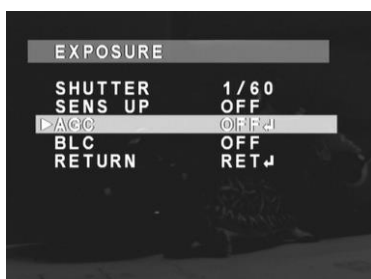 EXPOSURE
SHUTTER 1/60
SENS UP OFF
▷AGC OFF↲
BLC OFF
RETURN RET↲